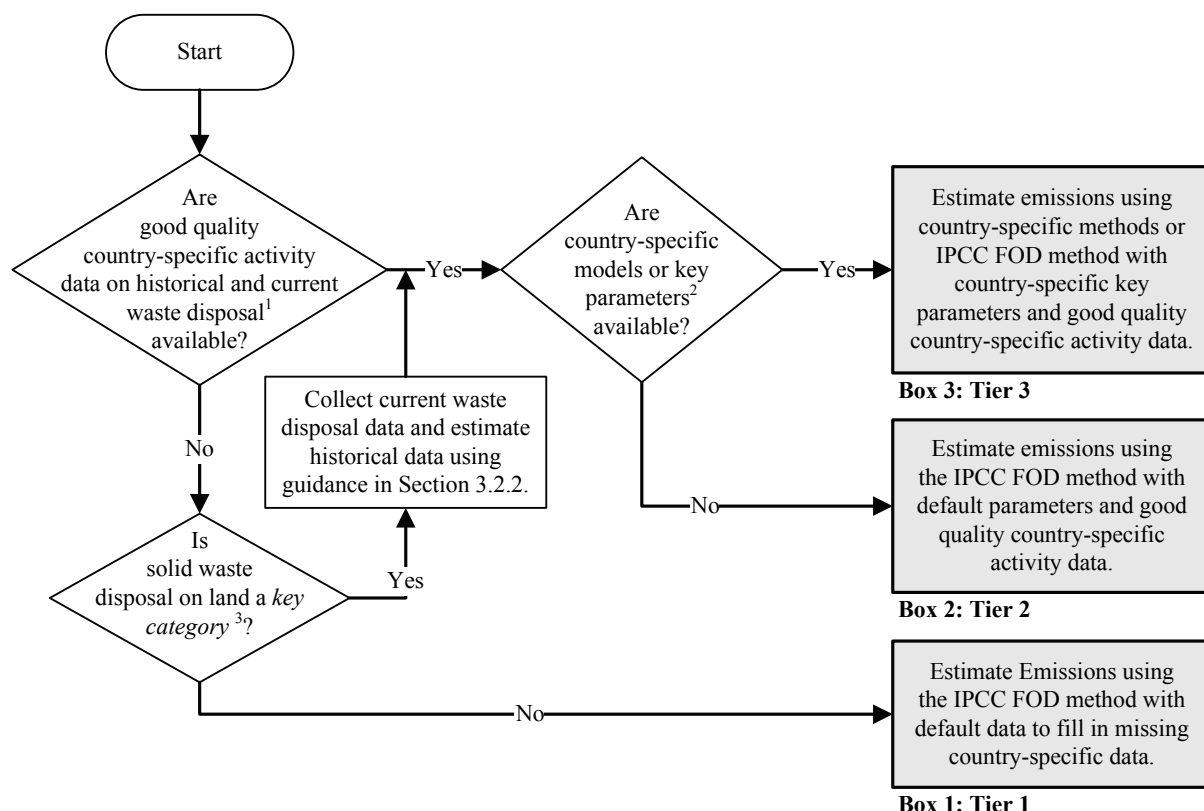 Start
Are
good quality
country-specific activity
data on historical and current
waste disposal1
available?
Yes
Are
country-specific
models or key
parameters2
available?
Yes
Estimate emissions using
country-specific methods or
IPCC FOD method with
country-specific key
parameters and good quality
country-specific activity data.
Box 3: Tier 3
No
Collect current waste
disposal data and estimate
historical data using
guidance in Section 3.2.2.
No
Estimate emissions using
the IPCC FOD method with
default parameters and good
quality country-specific
activity data.
Box 2: Tier 2
Is
solid waste
disposal on land a key
category 3?
Yes
No
Estimate Emissions using
the IPCC FOD method with
default data to fill in missing
country-specific data.
Box 1: Tier 1